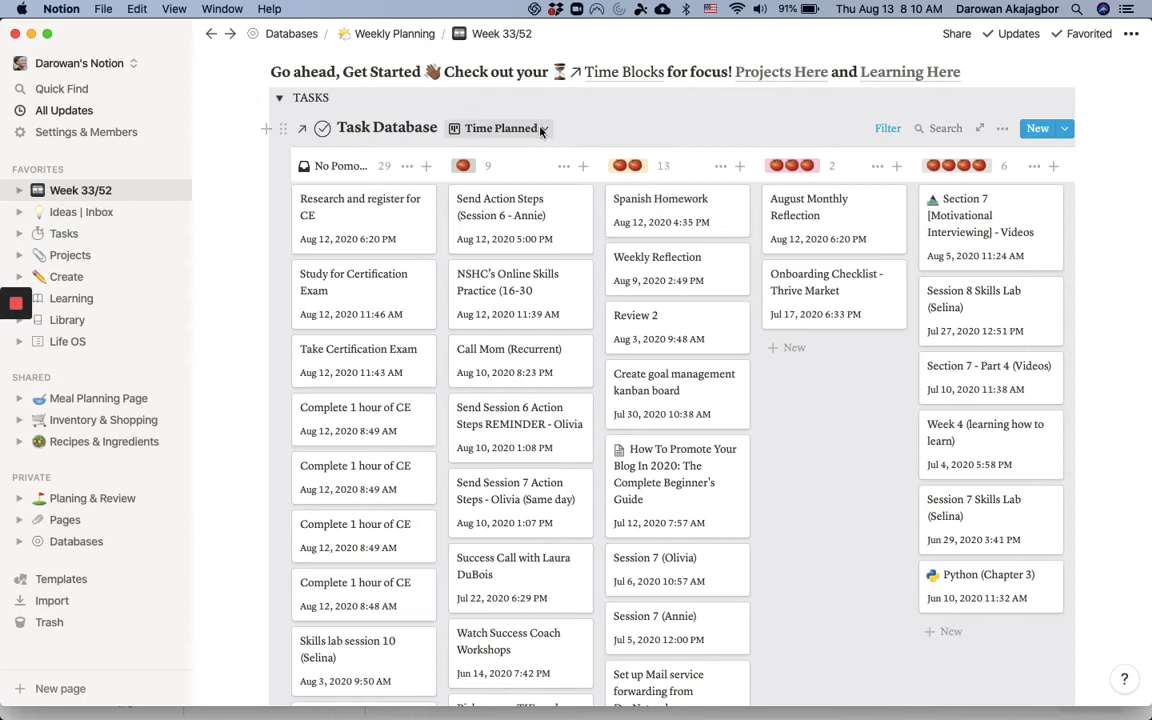 Notion File Edit View Window Help 91% Thu Aug 13 8:10 AM Darowan Akajagbor
Databases / Weekly Planning / Week 33/52 Share Updates Favorited
Darowan's Notion
Quick Find
All Updates
Settings & Members
FAVORITES
Week 33/52
Ideas | Inbox
Tasks
Projects
Create
Learning
Library
Life OS
SHARED
Meal Planning Page
Inventory & Shopping
Recipes & Ingredients
PRIVATE
Planing & Review
Pages
Databases
Templates
Import
Trash
New page
Go ahead, Get Started 👋🏾 Check out your ⏳ ↗ Time Blocks for focus! Projects Here and Learning Here
TASKS
Task Database Time Planned Filter Search New
No Pomo... 29
Research and register for
CE
Aug 12, 2020 6:20 PM
Study for Certification
Exam
Aug 12, 2020 11:46 AM
Take Certification Exam
Aug 12, 2020 11:43 AM
Complete 1 hour of CE
Aug 12, 2020 8:49 AM
Complete 1 hour of CE
Aug 12, 2020 8:49 AM
Complete 1 hour of CE
Aug 12, 2020 8:49 AM
Complete 1 hour of CE
Aug 12, 2020 8:48 AM
Skills lab session 10
(Selina)
Aug 3, 2020 9:50 AM
🍅 9
Send Action Steps
(Session 6 - Annie)
Aug 12, 2020 5:00 PM
NSHC's Online Skills
Practice (16-30
Aug 12, 2020 11:39 AM
Call Mom (Recurrent)
Aug 10, 2020 8:23 PM
Send Session 6 Action
Steps REMINDER - Olivia
Aug 10, 2020 1:08 PM
Send Session 7 Action
Steps - Olivia (Same day)
Aug 10, 2020 1:07 PM
Success Call with Laura
DuBois
Jul 22, 2020 6:29 PM
Watch Success Coach
Workshops
Jun 14, 2020 7:42 PM
🍅🍅 13
Spanish Homework
Aug 12, 2020 4:35 PM
Weekly Reflection
Aug 9, 2020 2:49 PM
Review 2
Aug 3, 2020 9:48 AM
Create goal management
kanban board
Jul 30, 2020 10:38 AM
How To Promote Your
Blog In 2020: The
Complete Beginner's
Guide
Jul 12, 2020 7:57 AM
Session 7 (Olivia)
Jul 6, 2020 10:57 AM
Session 7 (Annie)
Jul 5, 2020 12:00 PM
Set up Mail service
forwarding from
🍅🍅🍅 2
August Monthly
Reflection
Aug 12, 2020 6:20 PM
Onboarding Checklist -
Thrive Market
Jul 17, 2020 6:33 PM
New
🍅🍅🍅🍅 6
Section 7
[Motivational
Interviewing] - Videos
Aug 5, 2020 11:24 AM
Session 8 Skills Lab
(Selina)
Jul 27, 2020 12:51 PM
Section 7 - Part 4 (Videos)
Jul 10, 2020 11:38 AM
Week 4 (learning how to
learn)
Jul 4, 2020 5:58 PM
Session 7 Skills Lab
(Selina)
Jun 29, 2020 3:41 PM
Python (Chapter 3)
Jun 10, 2020 11:32 AM
New
?